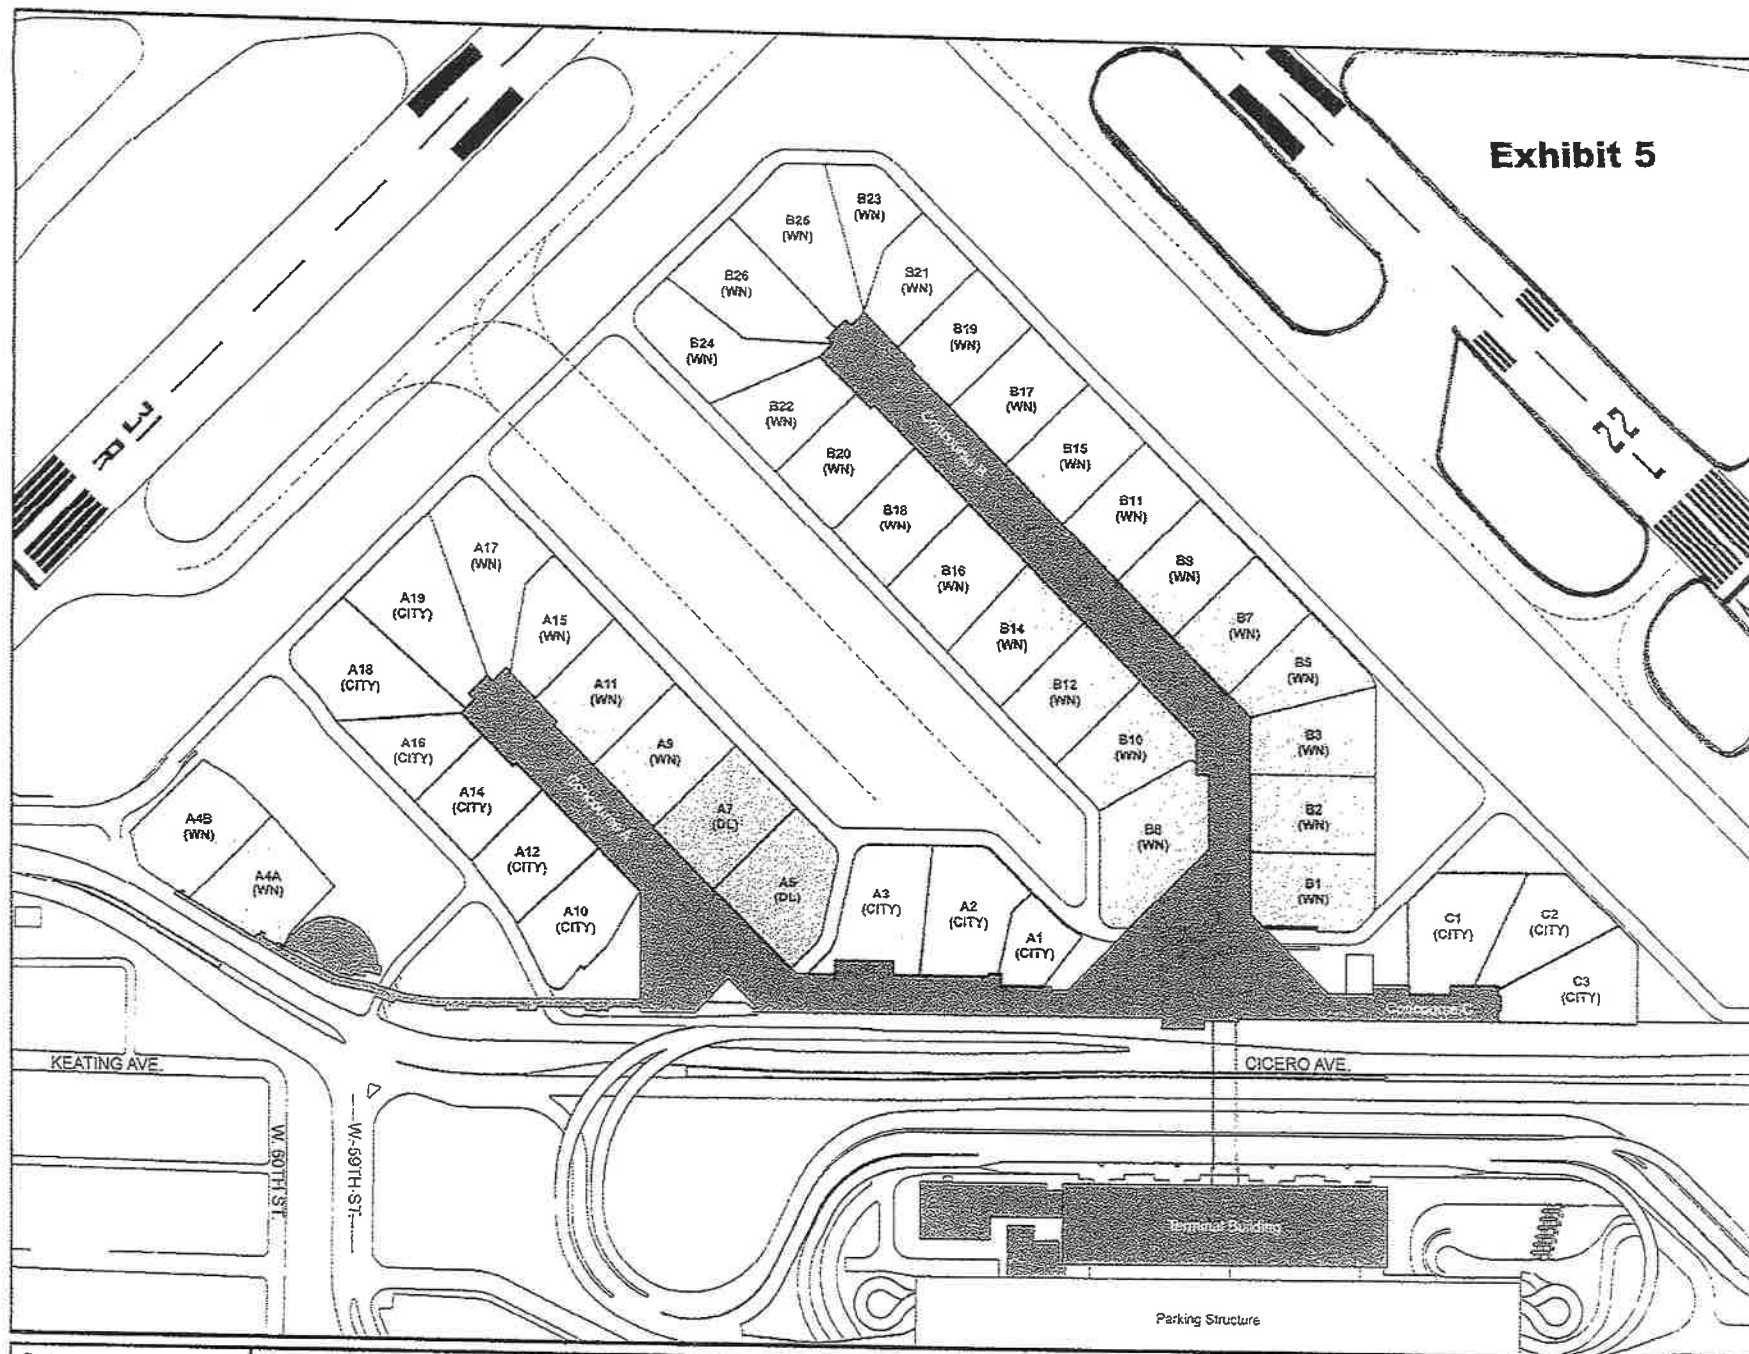 Exhibit 5
B23
(WN)
B25
(WN)
B26
(WN)
B21
(WN)
B24
(WN)
B19
(WN)
B22
(WN)
B17
(WN)
B20
(WN)
B15
(WN)
B18
(WN)
B11
(WN)
B16
(WN)
B9
(WN)
B14
(WN)
B7
(WN)
B12
(WN)
B5
(WN)
B10
(WN)
B3
(WN)
B8
(WN)
B2
(WN)
B1
(WN)
Concourse B
31R
22L
A17
(WN)
A19
(CITY)
A15
(WN)
A18
(CITY)
A11
(WN)
A16
(CITY)
A9
(WN)
A14
(CITY)
A7
(DL)
A12
(CITY)
A5
(DL)
A10
(CITY)
A4B
(WN)
A4A
(WN)
A3
(CITY)
A2
(CITY)
A1
(CITY)
C1
(CITY)
C2
(CITY)
C3
(CITY)
Concourse C
KEATING AVE.
CICERO AVE.
W. 60TH ST.
W. 59TH ST.
Terminal Building
Parking Structure